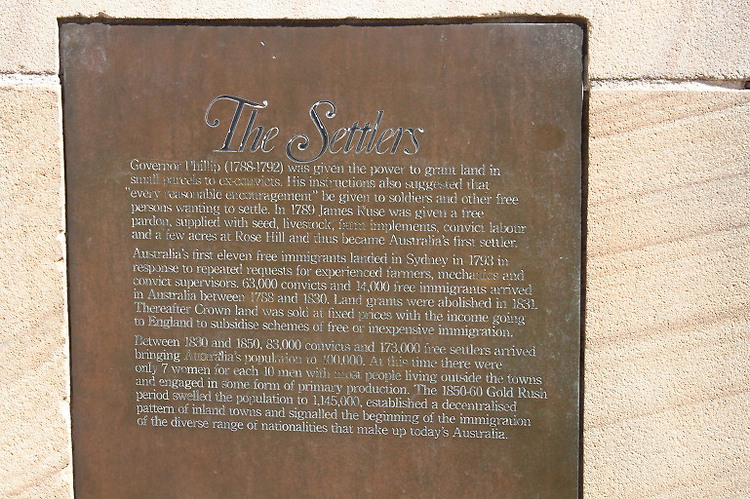 The Settlers
Governor Phillip (1788-1792) was given the power to grant land in
small parcels to ex-convicts. His instructions also suggested that
"every reasonable encouragement" be given to soldiers and other free
persons wanting to settle. In 1789 James Ruse was given a free
pardon, supplied with seed, livestock, farm implements, convict labour
and a few acres at Rose Hill and thus became Australia's first settler.
Australia's first eleven free immigrants landed in Sydney in 1793 in
response to repeated requests for experienced farmers, mechanics and
convict supervisors. 63,000 convicts and 14,000 free immigrants arrived
in Australia between 1788 and 1830. Land grants were abolished in 1831.
Thereafter Crown land was sold at fixed prices with the income going
to England to subsidise schemes of free or inexpensive immigration.
Between 1830 and 1850, 83,000 convicts and 173,000 free settlers arrived
bringing Australia's population to 400,000. At this time there were
only 7 women for each 10 men with most people living outside the towns
and engaged in some form of primary production. The 1850-60 Gold Rush
period swelled the population to 1,145,000, established a decentralised
pattern of inland towns and signalled the beginning of the immigration
of the diverse range of nationalities that make up today's Australia.